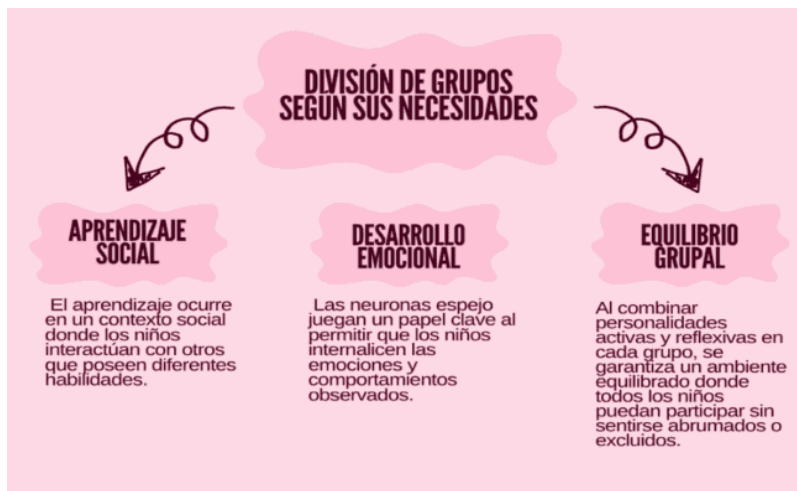 DIVISIÓN DE GRUPOS
SEGUN SUS NECESIDADES
APRENDIZAJE
SOCIAL
El aprendizaje ocurre
en un contexto social
donde los niños
interactúan con otros
que poseen diferentes
habilidades.
DESARROLLO
EMOCIONAL
Las neuronas espejo
juegan un papel clave al
permitir que los niños
internalicen las
emociones y
comportamientos
observados.
EQUILIBRIO
GRUPAL
Al combinar
personalidades
activas y reflexivas en
cada grupo, se
garantiza un ambiente
equilibrado donde
todos los niños
puedan participar sin
sentirse abrumados o
excluidos.